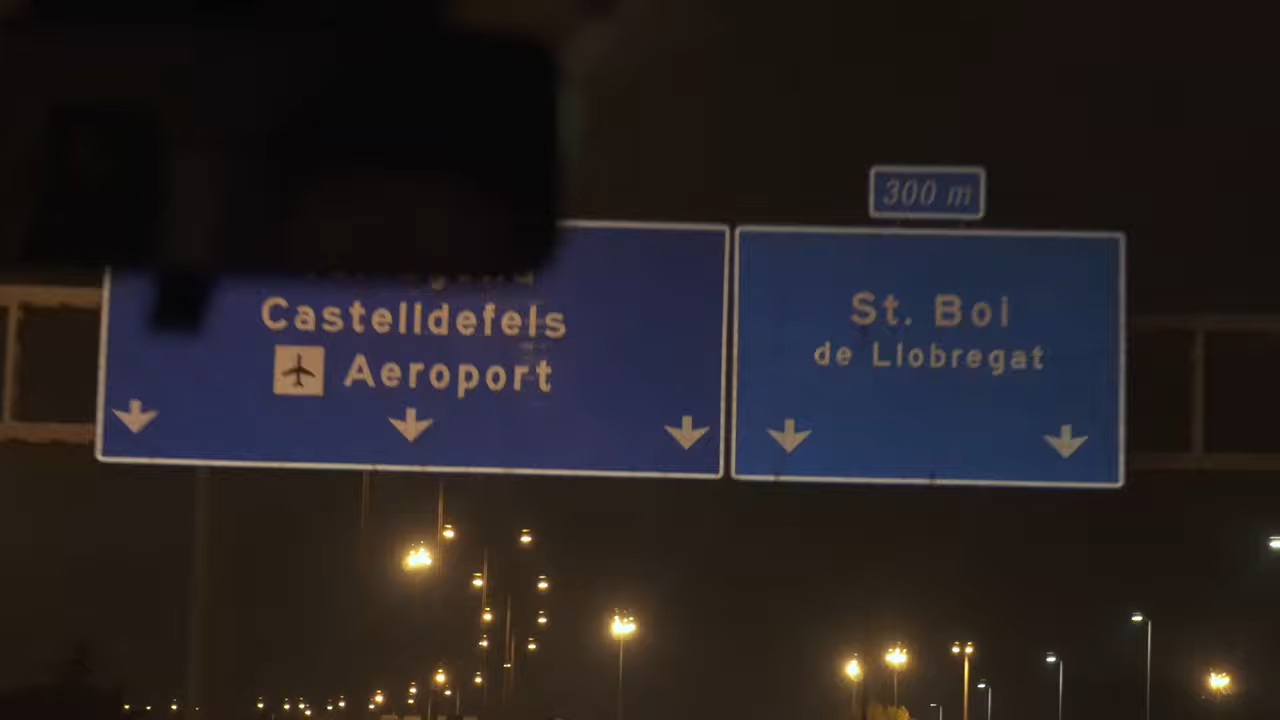 Castelldefels
Aeroport
300 m
St. Boi
de Llobregat